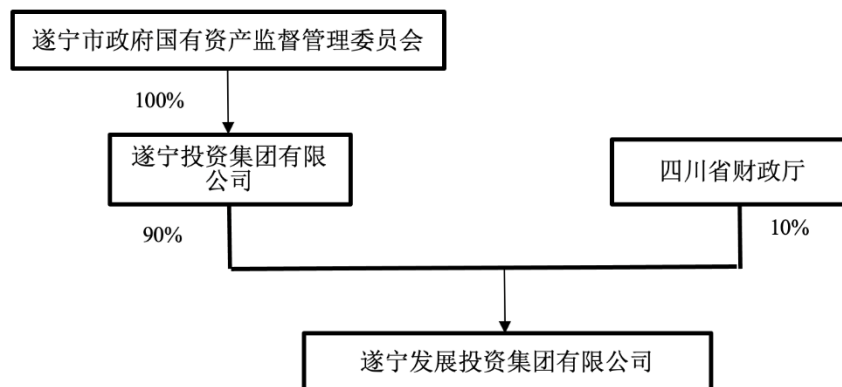 遂宁市政府国有资产监督管理委员会
100%
遂宁投资集团有限
公司
四川省财政厅
90%
10%
遂宁发展投资集团有限公司